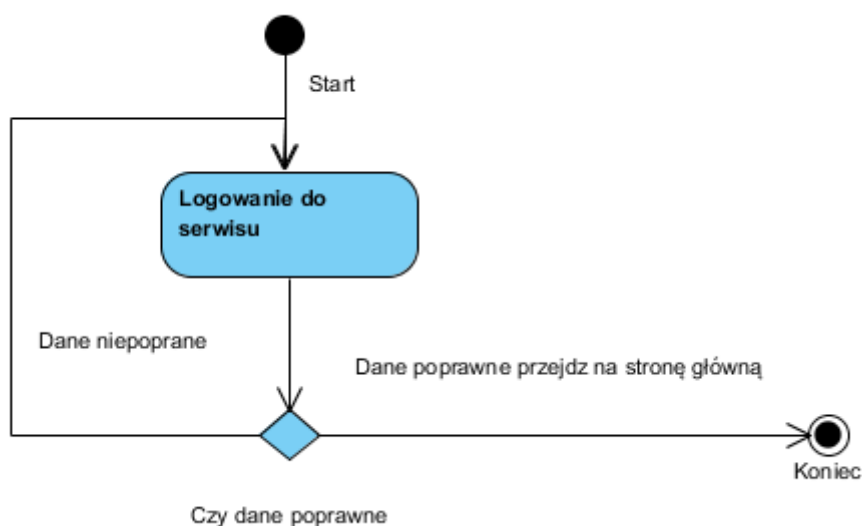 Start
Logowanie do
serwisu
Dane niepoprane
Dane poprawne przejdz na stronę główną
Koniec
Czy dane poprawne